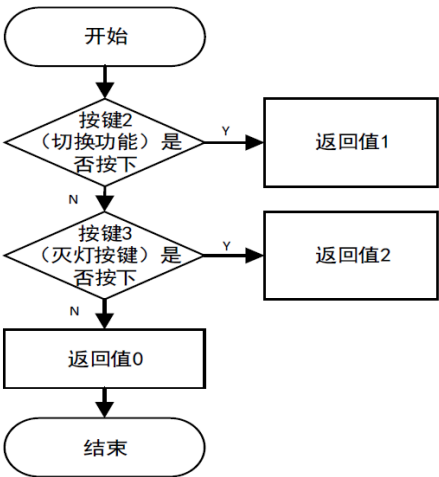 开始
按键2
（切换功能）是
否按下
Y
返回值1
N
按键3
（灭灯按键）是
否按下
Y
返回值2
N
返回值0
结束